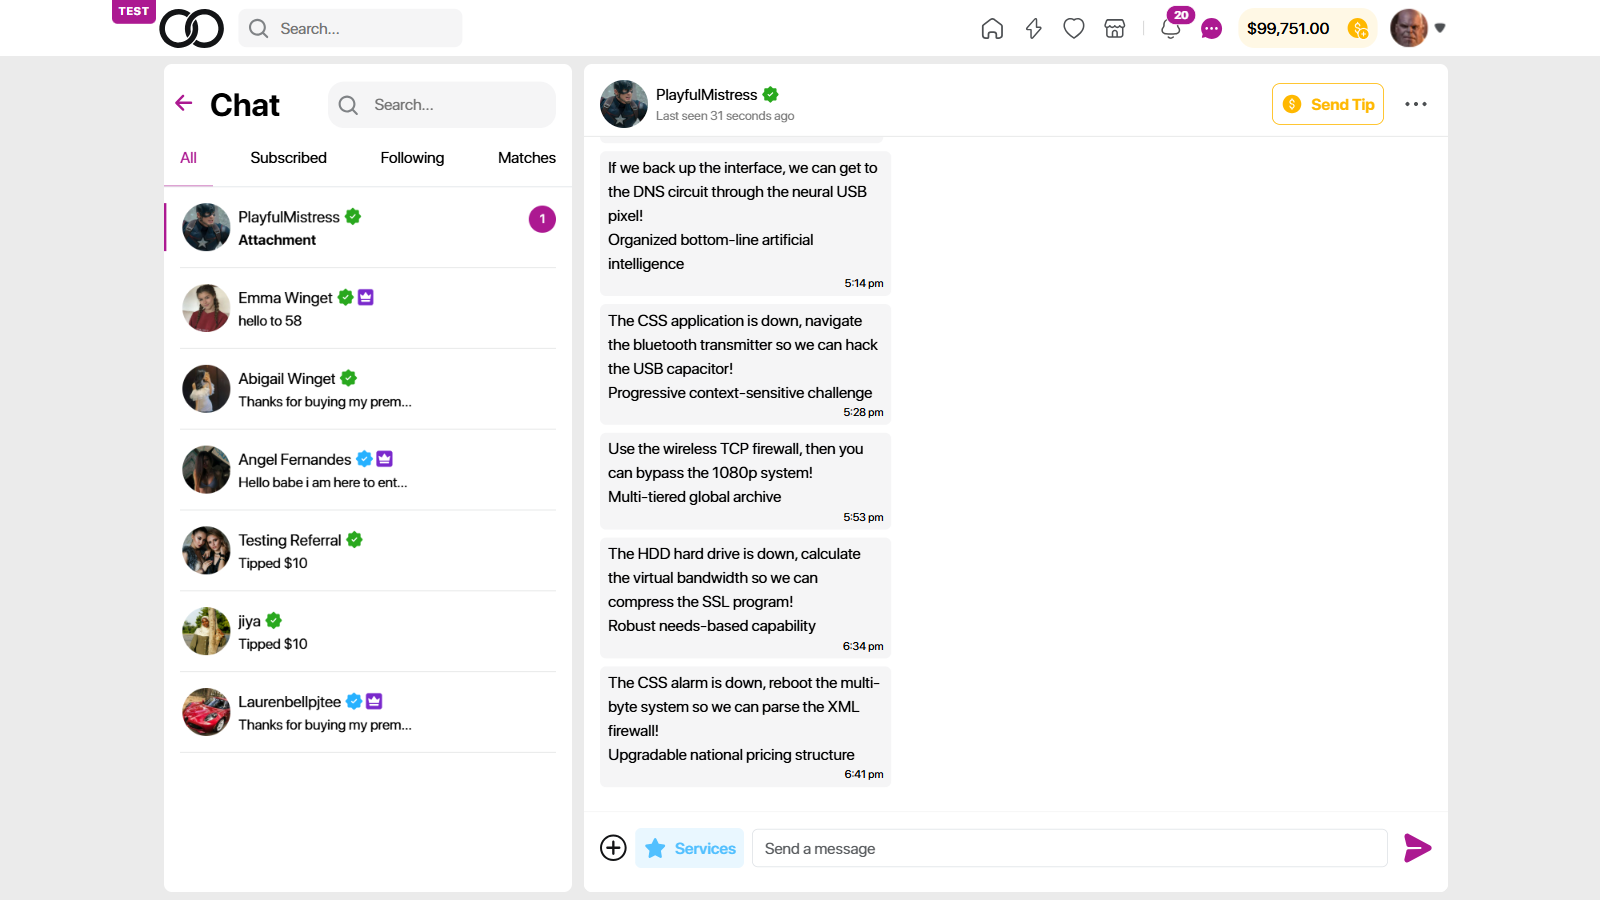 TEST
Search...
20
$99,751.00
Chat
Search...
All
Subscribed
Following
Matches
PlayfulMistress
Attachment
1
Emma Winget
hello to 58
Abigail Winget
Thanks for buying my prem...
Angel Fernandes
Hello babe i am here to ent...
Testing Referral
Tipped $10
jiya
Tipped $10
Laurenbellpjtee
Thanks for buying my prem...
PlayfulMistress
Last seen 31 seconds ago
Send Tip
If we back up the interface, we can get to
the DNS circuit through the neural USB
pixel!
Organized bottom-line artificial
intelligence
5:14 pm
The CSS application is down, navigate
the bluetooth transmitter so we can hack
the USB capacitor!
Progressive context-sensitive challenge
5:28 pm
Use the wireless TCP firewall, then you
can bypass the 1080p system!
Multi-tiered global archive
5:53 pm
The HDD hard drive is down, calculate
the virtual bandwidth so we can
compress the SSL program!
Robust needs-based capability
6:34 pm
The CSS alarm is down, reboot the multi-
byte system so we can parse the XML
firewall!
Upgradable national pricing structure
6:41 pm
Services
Send a message